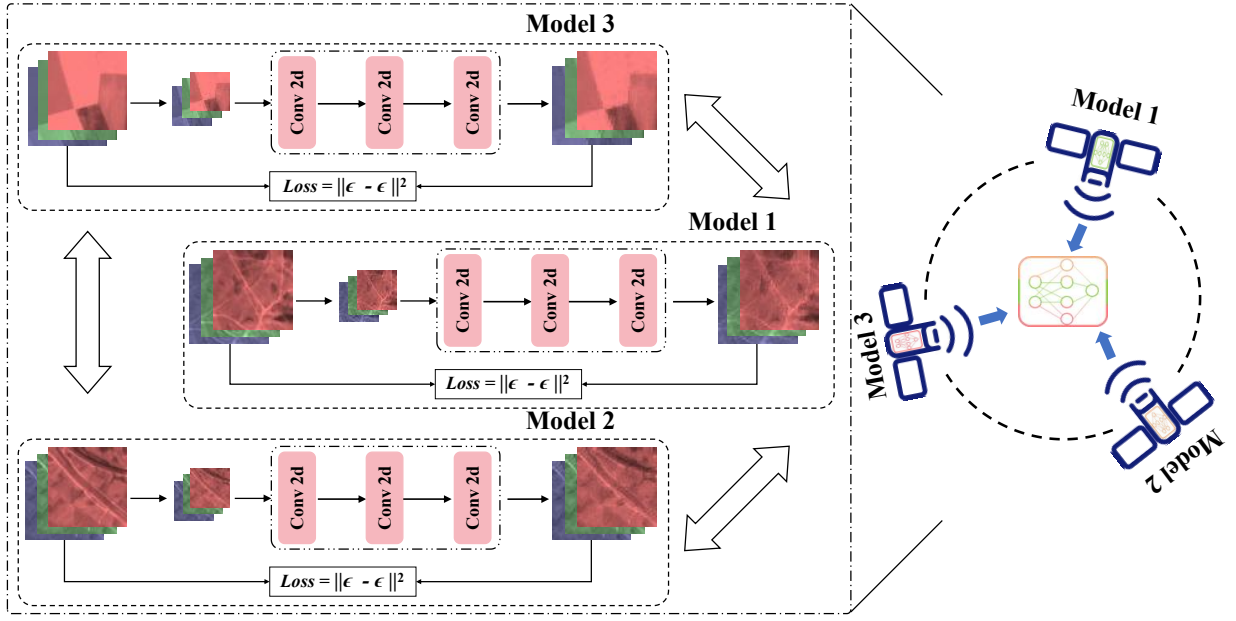 Model 3
Conv 2d
Conv 2d
Conv 2d
Loss = ||ϵ - ϵ ||²
Model 1
Conv 2d
Conv 2d
Conv 2d
Loss = ||ϵ - ϵ ||²
Model 2
Conv 2d
Conv 2d
Conv 2d
Loss = ||ϵ - ϵ ||²
Model 1
Model 3
Model 2